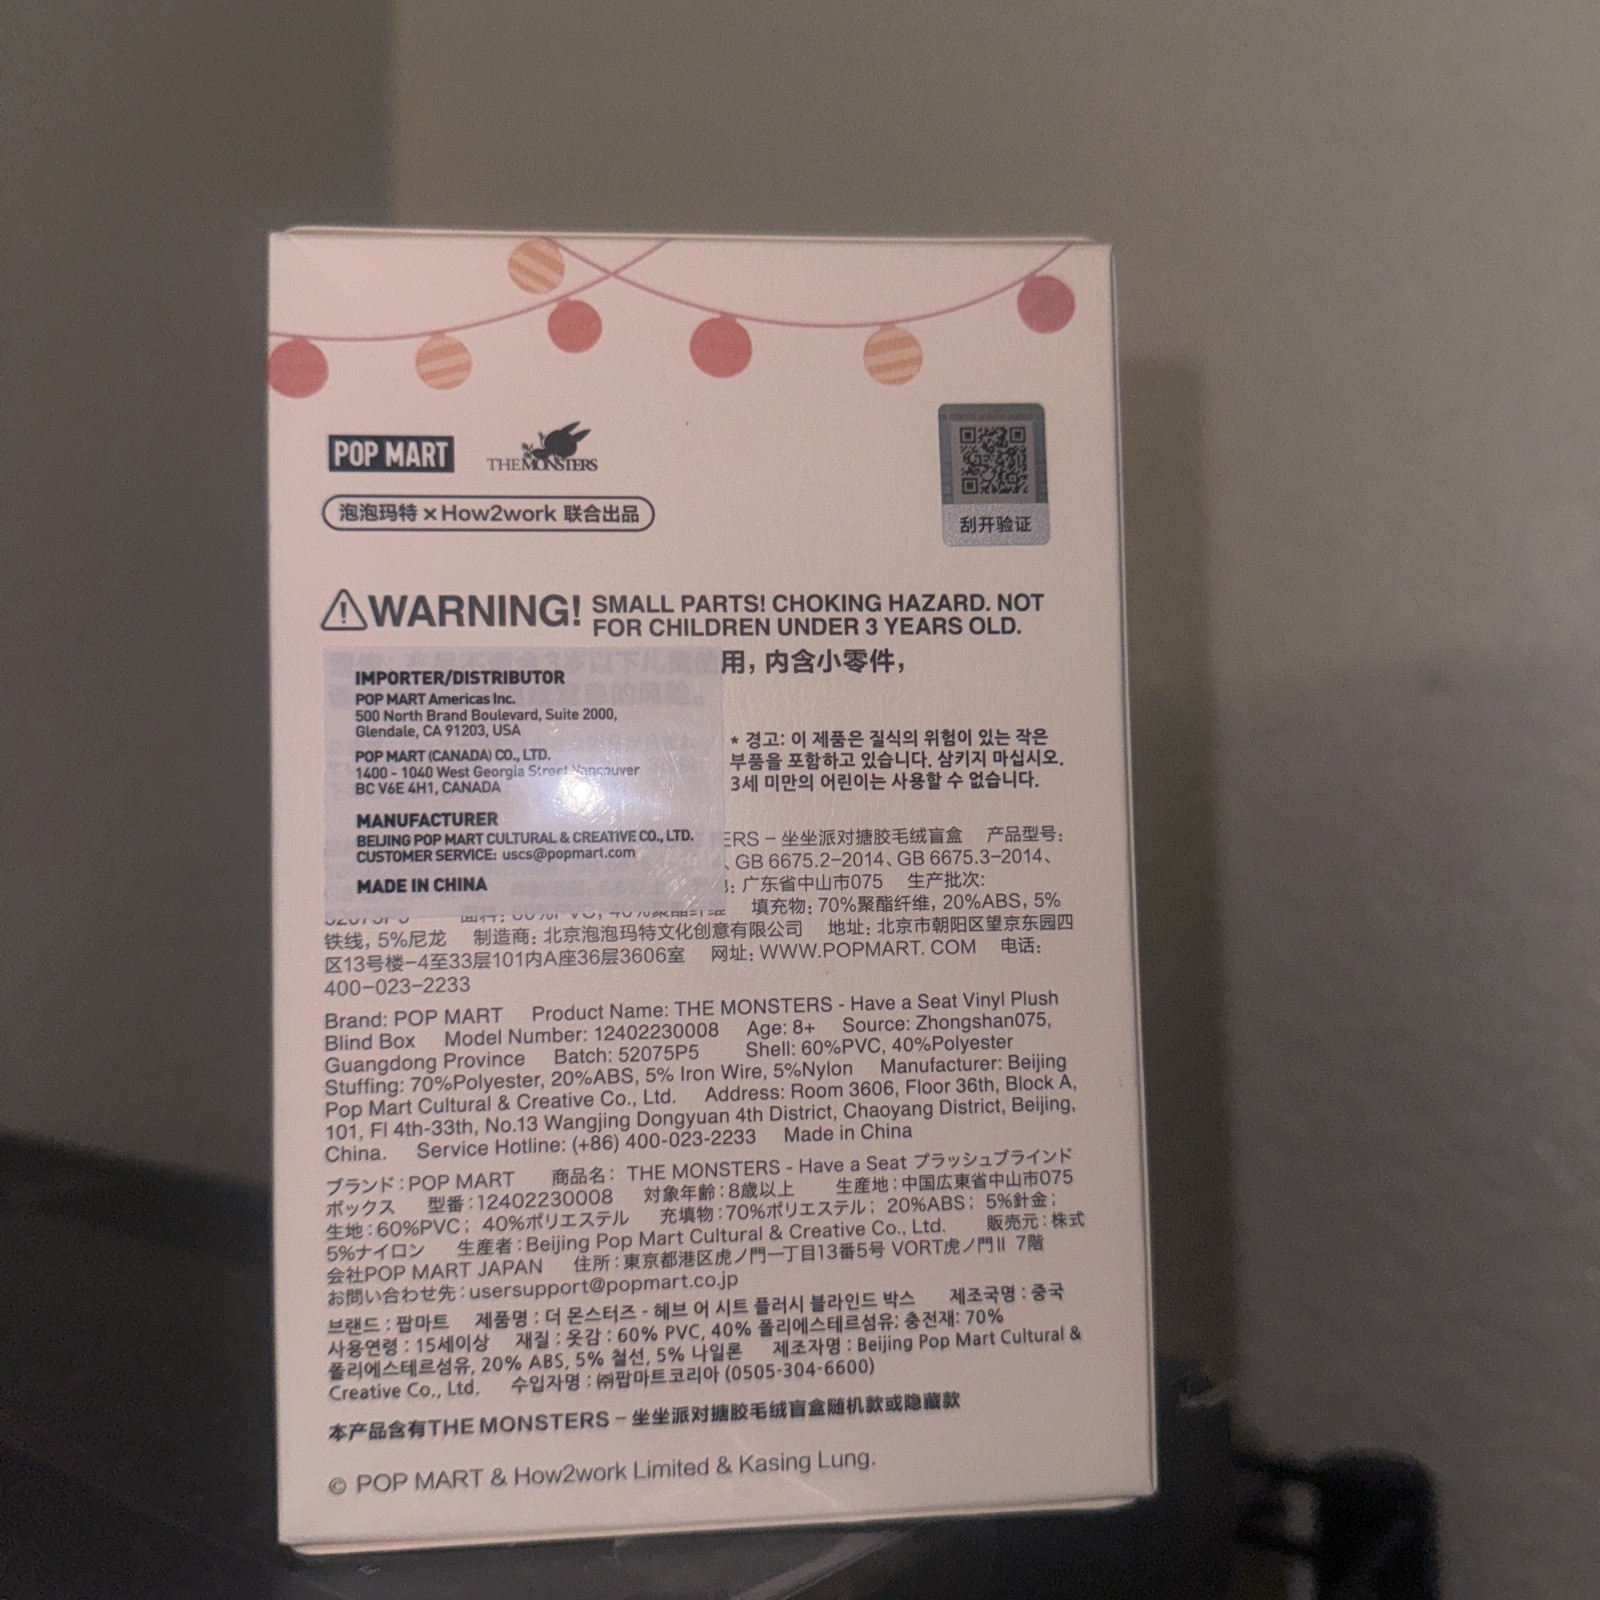 POP MART
THE MONSTERS
泡泡玛特 × How2work 联合出品
刮开验证
WARNING! SMALL PARTS! CHOKING HAZARD. NOT
FOR CHILDREN UNDER 3 YEARS OLD.
用，内含小零件，
IMPORTER/DISTRIBUTOR
POP MART Americas Inc.
500 North Brand Boulevard, Suite 2000,
Glendale, CA 91203, USA
POP MART (CANADA) CO., LTD.
1400 - 1040 West Georgia Street Vancouver
BC V6E 4H1, CANADA
MANUFACTURER
BEIJING POP MART CULTURAL & CREATIVE CO., LTD.
CUSTOMER SERVICE: uscs@popmart.com
MADE IN CHINA
* 경고: 이 제품은 질식의 위험이 있는 작은
부품을 포함하고 있습니다. 삼키지 마십시오.
3세 미만의 어린이는 사용할 수 없습니다.
ERS – 坐坐派对搪胶毛绒盲盒 产品型号：
、GB 6675.2–2014、GB 6675.3–2014、
：广东省中山市075 生产批次:
填充物：70%聚酯纤维，20%ABS，5%
铁线，5%尼龙 制造商：北京泡泡玛特文化创意有限公司 地址：北京市朝阳区望京东园四
区13号楼–4至33层101内A座36层3606室 网址：WWW.POPMART. COM 电话：
400–023–2233
Brand: POP MART Product Name: THE MONSTERS - Have a Seat Vinyl Plush
Blind Box Model Number: 12402230008 Age: 8+ Source: Zhongshan075,
Guangdong Province Batch: 52075P5 Shell: 60%PVC, 40%Polyester
Stuffing: 70%Polyester, 20%ABS, 5% Iron Wire, 5%Nylon Manufacturer: Beijing
Pop Mart Cultural & Creative Co., Ltd. Address: Room 3606, Floor 36th, Block A,
101, Fl 4th-33th, No.13 Wangjing Dongyuan 4th District, Chaoyang District, Beijing,
China. Service Hotline: (+86) 400-023-2233 Made in China
ブランド：POP MART 商品名： THE MONSTERS - Have a Seat プラッシュブラインド
ボックス 型番：12402230008 対象年齢：8歳以上 生産地：中国広東省中山市075
生地：60%PVC； 40%ポリエステル 充填物：70%ポリエステル； 20%ABS； 5%針金；
5%ナイロン 生産者：Beijing Pop Mart Cultural & Creative Co., Ltd. 販売元：株式
会社POP MART JAPAN 住所：東京都港区虎ノ門一丁目13番5号 VORT虎ノ門Ⅱ 7階
お問い合わせ先：usersupport@popmart.co.jp
브랜드 : 팝마트 제품명 : 더 몬스터즈 - 헤브 어 시트 플러시 블라인드 박스 제조국명 : 중국
사용연령 : 15세이상 재질 : 옷감 : 60% PVC, 40% 폴리에스테르섬유; 충전재: 70%
폴리에스테르섬유, 20% ABS, 5% 철선, 5% 나일론 제조자명 : Beijing Pop Mart Cultural &
Creative Co., Ltd. 수입자명 : ㈜팝마트코리아 (0505-304-6600)
本产品含有THE MONSTERS – 坐坐派对搪胶毛绒盲盒随机款或隐藏款
© POP MART & How2work Limited & Kasing Lung.